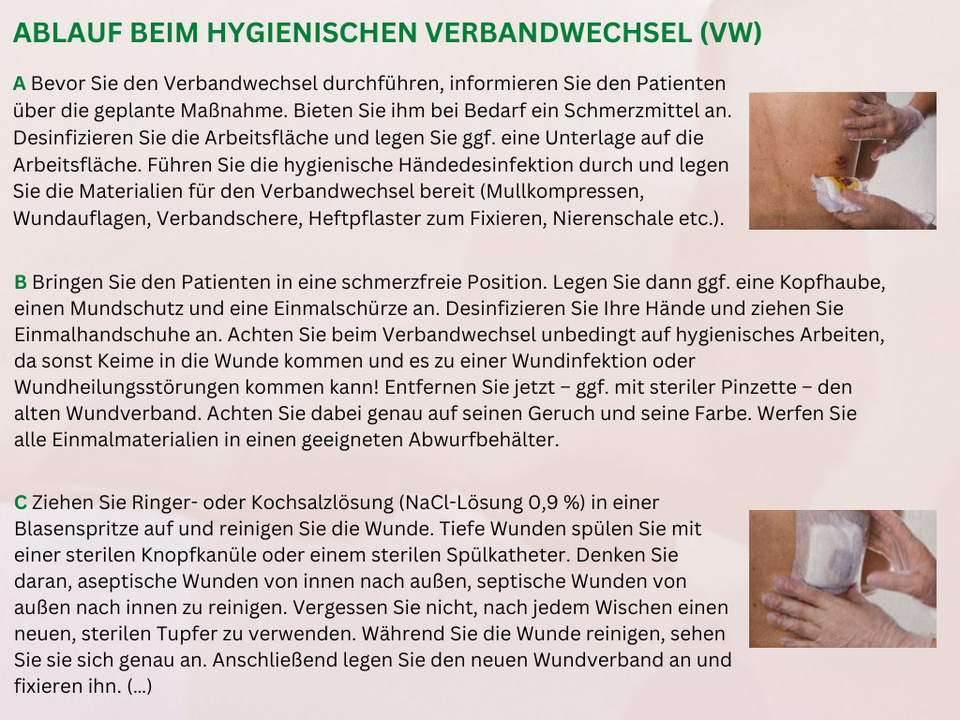 ABLAUF BEIM HYGIENISCHEN VERBANDWECHSEL (VW)
A Bevor Sie den Verbandwechsel durchführen, informieren Sie den Patienten
über die geplante Maßnahme. Bieten Sie ihm bei Bedarf ein Schmerzmittel an.
Desinfizieren Sie die Arbeitsfläche und legen Sie ggf. eine Unterlage auf die
Arbeitsfläche. Führen Sie die hygienische Händedesinfektion durch und legen
Sie die Materialien für den Verbandwechsel bereit (Mullkompressen,
Wundauflagen, Verbandschere, Heftpflaster zum Fixieren, Nierenschale etc.).
B Bringen Sie den Patienten in eine schmerzfreie Position. Legen Sie dann ggf. eine Kopfhaube,
einen Mundschutz und eine Einmalschürze an. Desinfizieren Sie Ihre Hände und ziehen Sie
Einmalhandschuhe an. Achten Sie beim Verbandwechsel unbedingt auf hygienisches Arbeiten,
da sonst Keime in die Wunde kommen und es zu einer Wundinfektion oder
Wundheilungsstörungen kommen kann! Entfernen Sie jetzt – ggf. mit steriler Pinzette – den
alten Wundverband. Achten Sie dabei genau auf seinen Geruch und seine Farbe. Werfen Sie
alle Einmalmaterialien in einen geeigneten Abwurfbehälter.
C Ziehen Sie Ringer- oder Kochsalzlösung (NaCl-Lösung 0,9 %) in einer
Blasenspritze auf und reinigen Sie die Wunde. Tiefe Wunden spülen Sie mit
einer sterilen Knopfkanüle oder einem sterilen Spülkatheter. Denken Sie
daran, aseptische Wunden von innen nach außen, septische Wunden von
außen nach innen zu reinigen. Vergessen Sie nicht, nach jedem Wischen einen
neuen, sterilen Tupfer zu verwenden. Während Sie die Wunde reinigen, sehen
Sie sie sich genau an. Anschließend legen Sie den neuen Wundverband an und
fixieren ihn. (...)